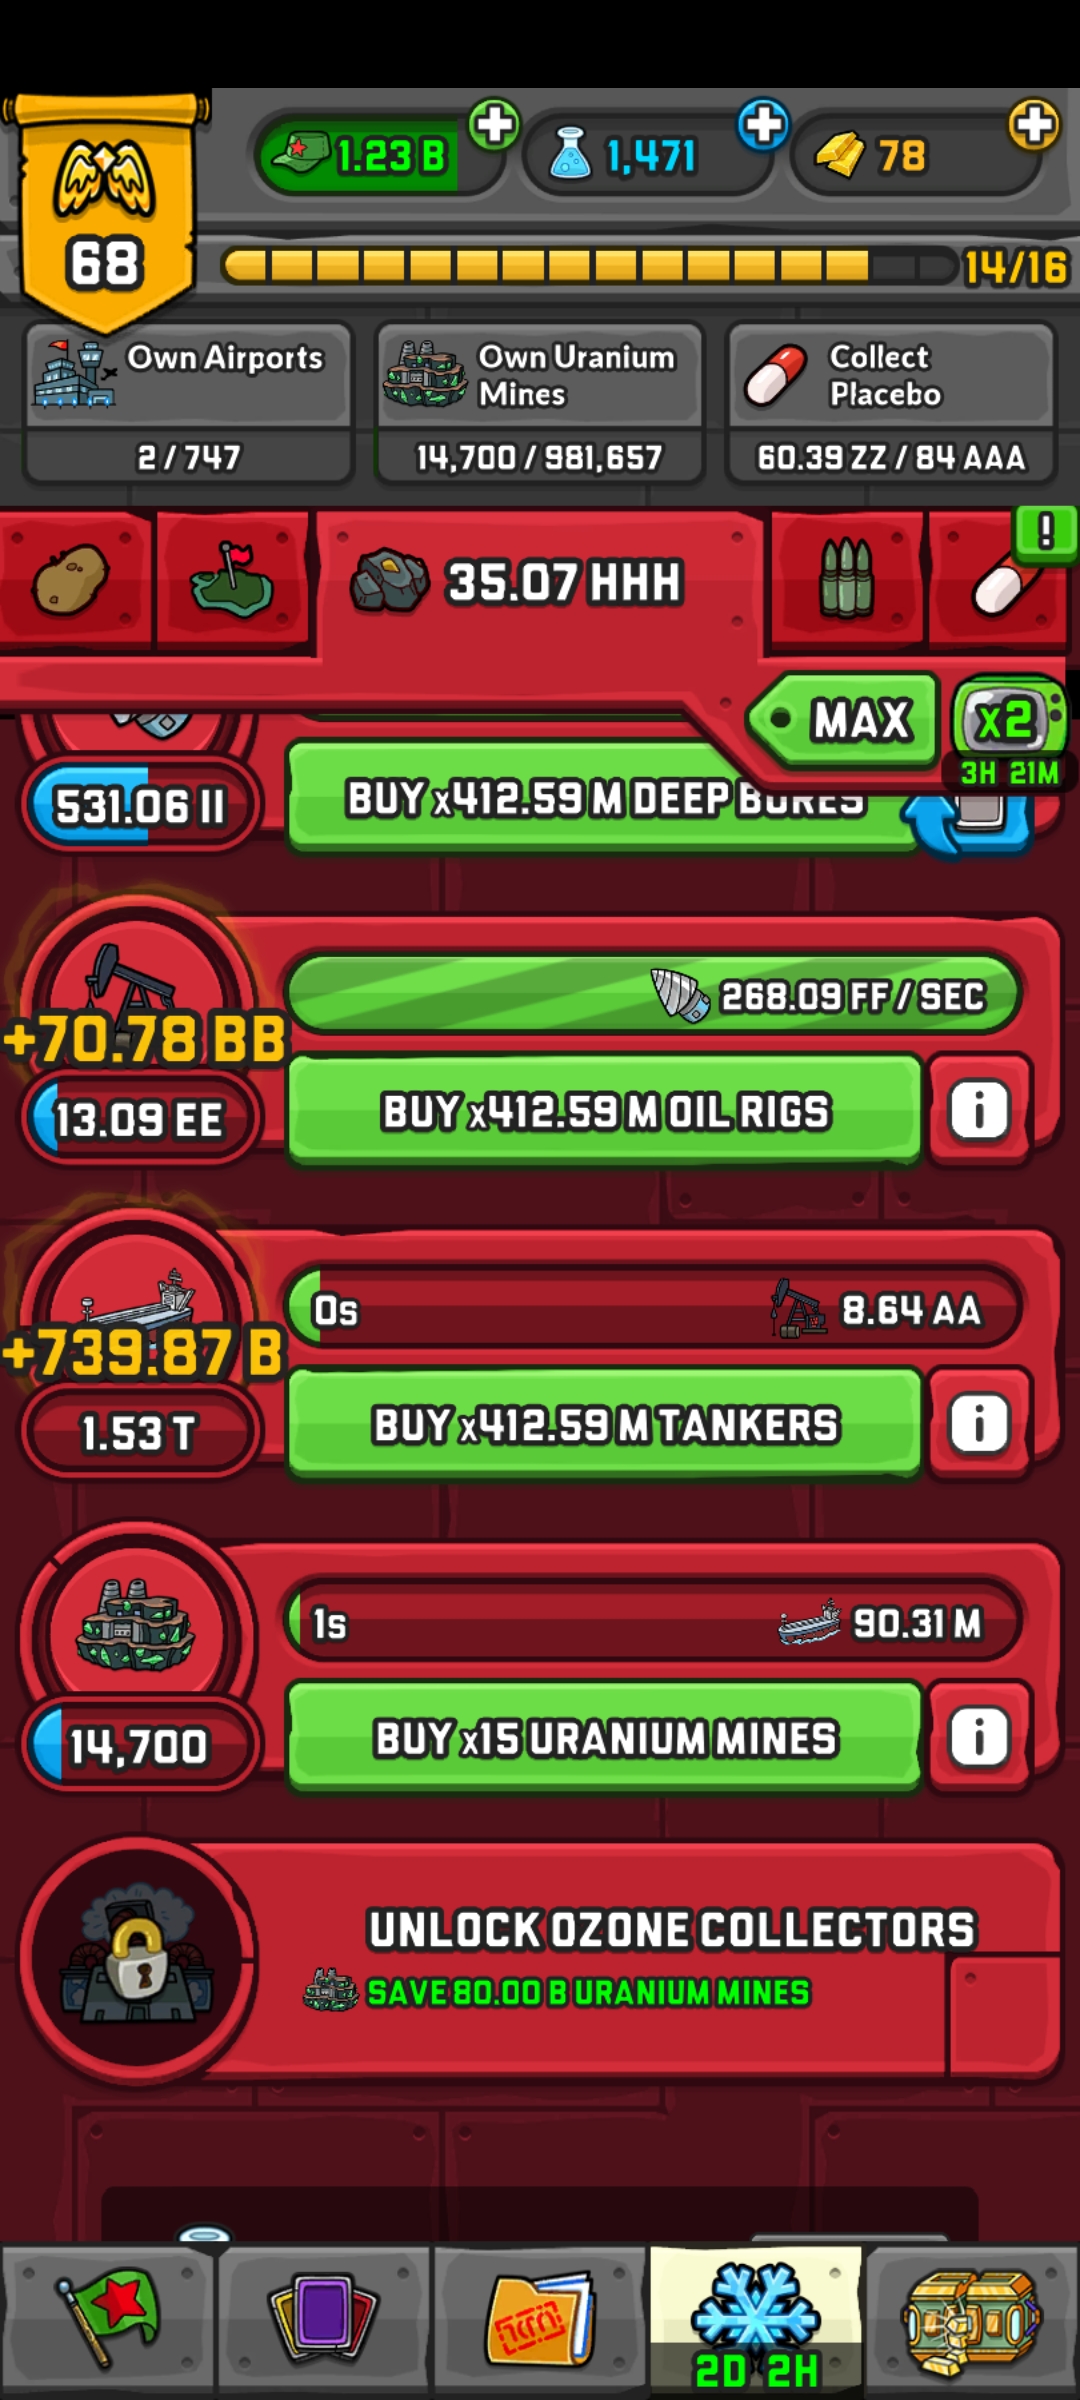 1.23 B
1,471
78
68
14/16
Own Airports
2 / 747
Own Uranium
Mines
14,700 / 981,657
Collect
Placebo
60.39 ZZ / 84 AAA
!
35.07 HHH
MAX
x2
3H 21M
531.06 II
BUY x412.59 M DEEP BORES
268.09 FF / SEC
+70.78 BB
13.09 EE
BUY x412.59 M OIL RIGS
i
0s
8.64 AA
+739.87 B
1.53 T
BUY x412.59 M TANKERS
i
1s
90.31 M
14,700
BUY x15 URANIUM MINES
i
UNLOCK OZONE COLLECTORS
SAVE 80.00 B URANIUM MINES
2D 2H